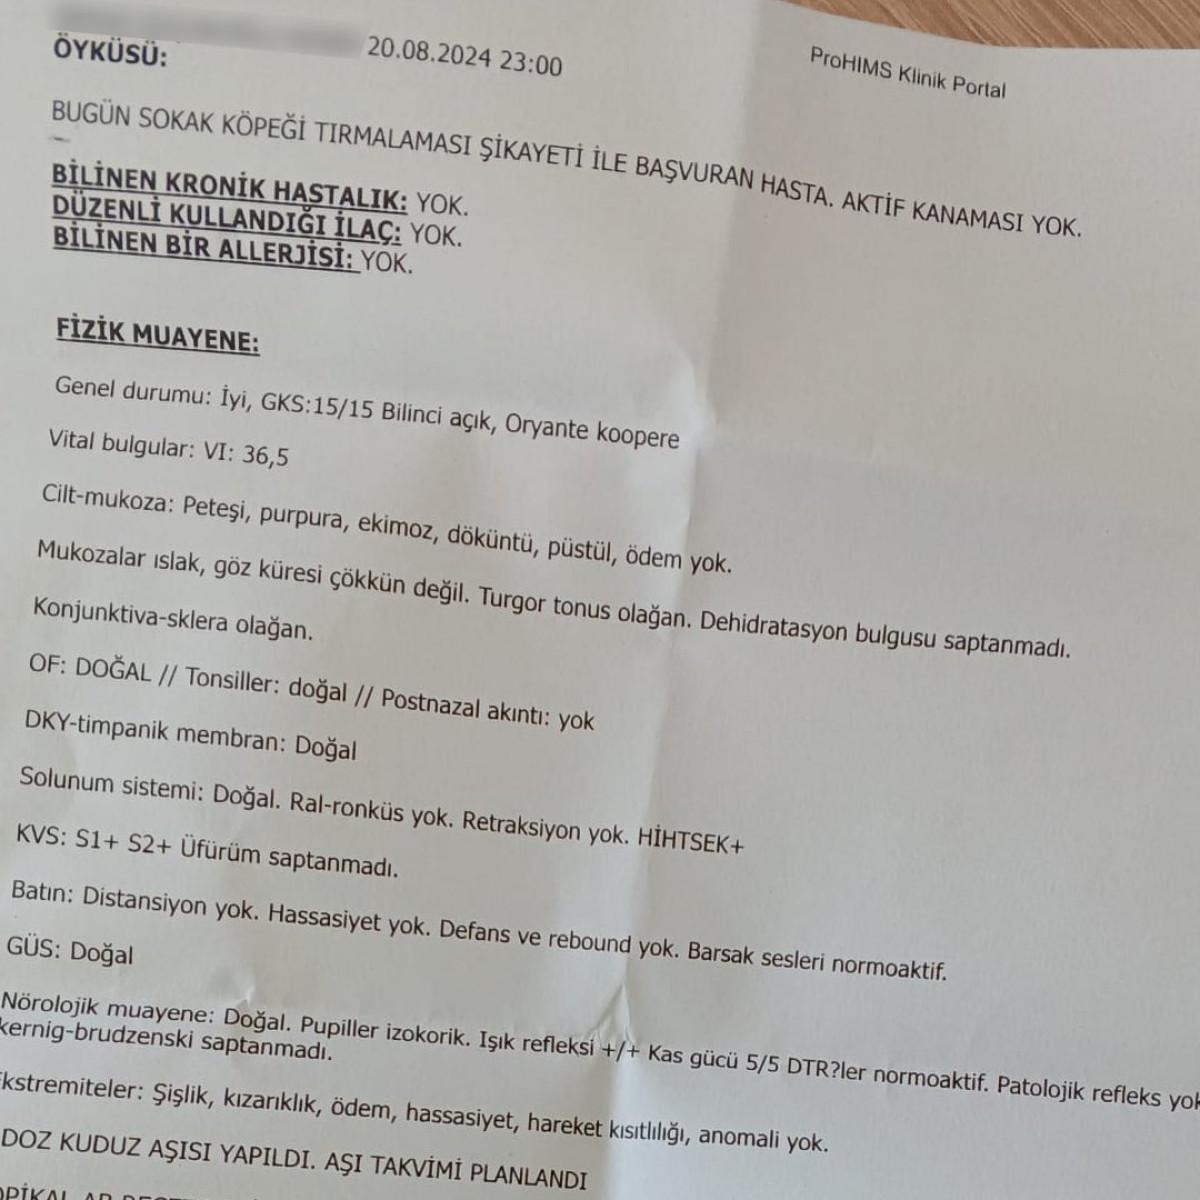 20.08.2024 23:00
ProHIMS Klinik Portal
ÖYKÜSÜ:
BUGÜN SOKAK KÖPEĞİ TIRMALAMASI ŞİKAYETİ İLE BAŞVURAN HASTA. AKTİF KANAMASI YOK.
BİLİNEN KRONİK HASTALIK: YOK.
DÜZENLİ KULLANDIĞI İLAÇ: YOK.
BİLİNEN BİR ALLERJİSİ: YOK.
FİZİK MUAYENE:
Genel durumu: İyi, GKS:15/15 Bilinci açık, Oryante koopere
Vital bulgular: VI: 36,5
Cilt-mukoza: Peteşi, purpura, ekimoz, döküntü, püstül, ödem yok.
Mukozalar ıslak, göz küresi çökkün değil. Turgor tonus olağan. Dehidratasyon bulgusu saptanmadı.
Konjunktiva-sklera olağan.
OF: DOĞAL // Tonsiller: doğal // Postnazal akıntı: yok
DKY-timpanik membran: Doğal
Solunum sistemi: Doğal. Ral-ronküs yok. Retraksiyon yok. HİHTSEK+
KVS: S1+ S2+ Üfürüm saptanmadı.
Batın: Distansiyon yok. Hassasiyet yok. Defans ve rebound yok. Barsak sesleri normoaktif.
GÜS: Doğal
Nörolojik muayene: Doğal. Pupiller izokorik. Işık refleksi +/+ Kas gücü 5/5 DTR?ler normoaktif. Patolojik refleks yok
kernig-brudzenski saptanmadı.
Ekstremiteler: Şişlik, kızarıklık, ödem, hassasiyet, hareket kısıtlılığı, anomali yok.
DOZ KUDUZ AŞISI YAPILDI. AŞI TAKVİMİ PLANLANDI